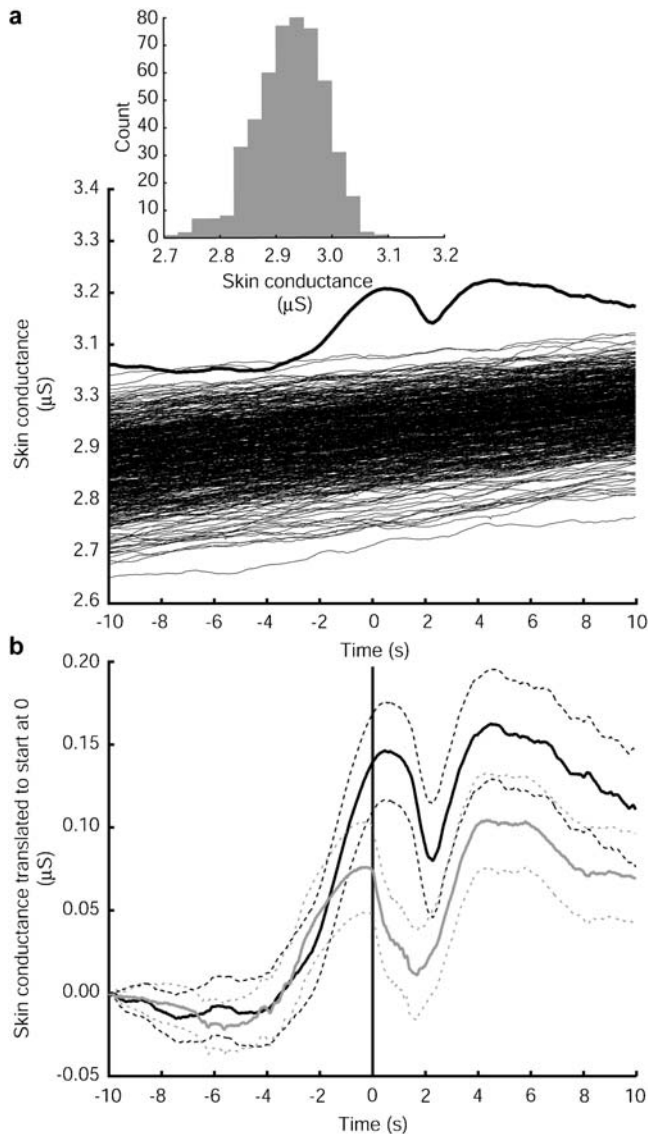 a
80
70
60
50
40
30
20
10
0
Count
2.7 2.8 2.9 3.0 3.1 3.2
Skin conductance
(µS)
3.4
3.3
3.2
3.1
3.3
2.9
2.8
2.7
2.6
Skin conductance
(µS)
-10 -8 -6 -4 -2 0 2 4 6 8 10
Time (s)
b
0.20
0.15
0.10
0.05
0.00
-0.05
Skin conductance translated to start at 0
(µS)
-10 -8 -6 -4 -2 0 2 4 6 8 10
Time (s)